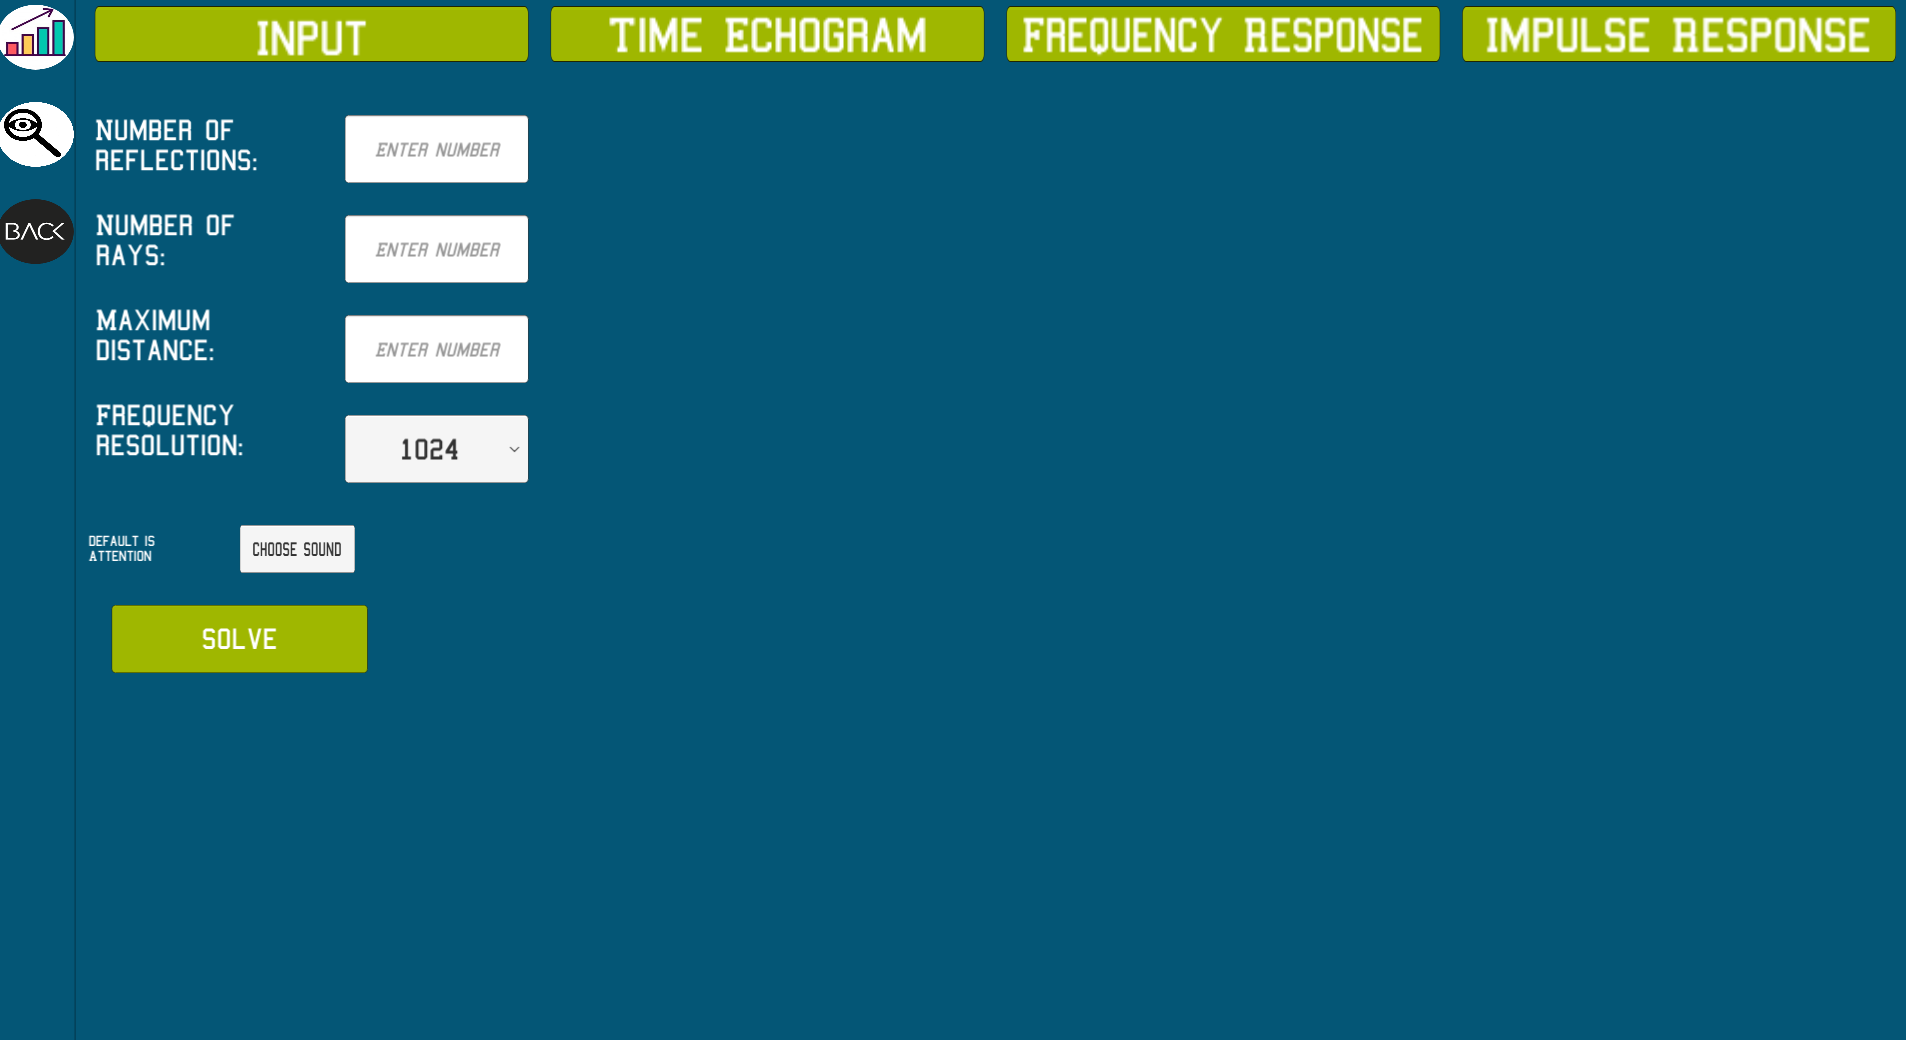 INPUT
TIME ECHOGRAM
FREQUENCY RESPONSE
IMPULSE RESPONSE
BACK
NUMBER OF
REFLECTIONS:
ENTER NUMBER
NUMBER OF
RAYS:
ENTER NUMBER
MAXIMUM
DISTANCE:
ENTER NUMBER
FREQUENCY
RESOLUTION:
1024
DEFAULT IS
ATTENTION
CHOOSE SOUND
SOLVE